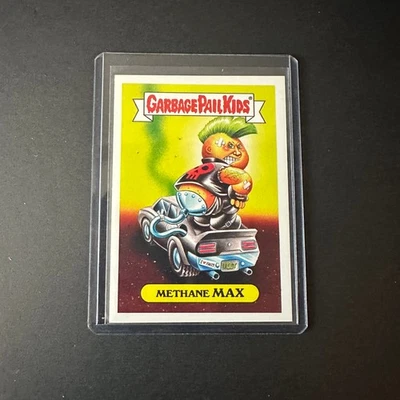 GARBAGE PAIL KIDS
METHANE MAX